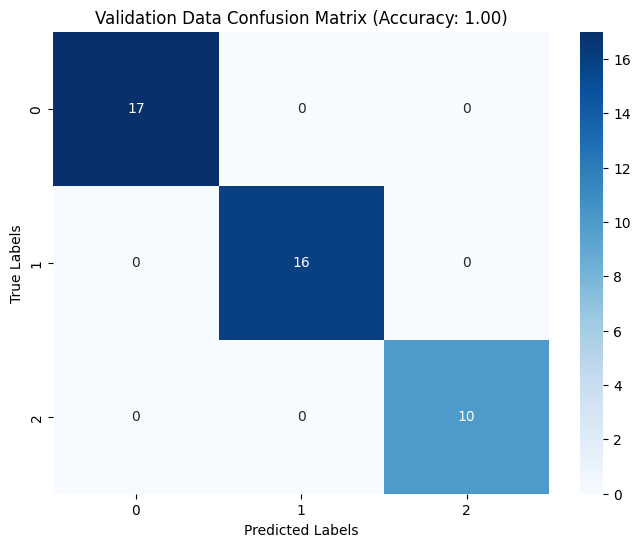 Validation Data Confusion Matrix (Accuracy: 1.00)
True Labels
0
17 0 0
1
0 16 0
2
0 0 10
0 1 2
Predicted Labels
16
14
12
10
8
6
4
2
0